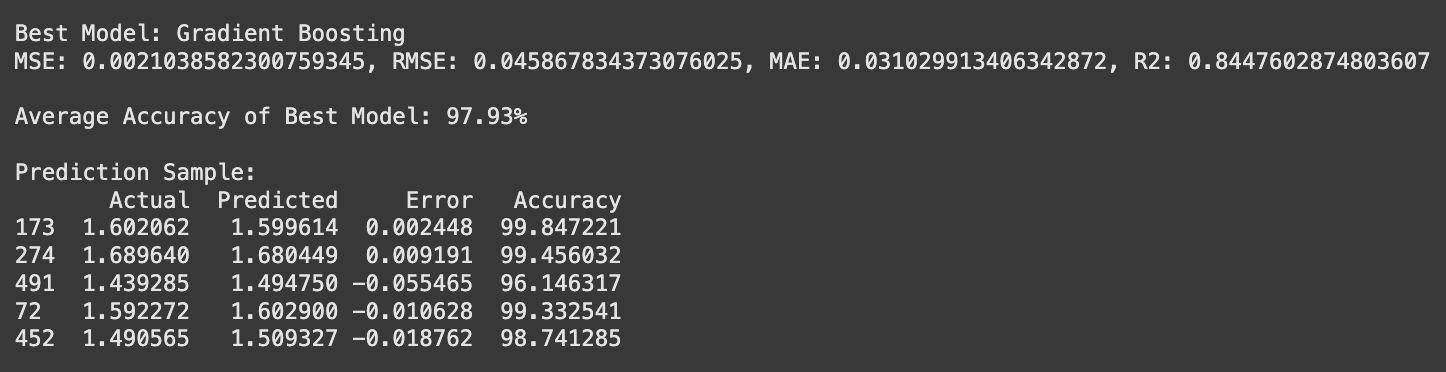 Best Model: Gradient Boosting
MSE: 0.0021038582300759345, RMSE: 0.045867834373076025, MAE: 0.031029913406342872, R2: 0.8447602874803607
Average Accuracy of Best Model: 97.93%
Prediction Sample:
Actual Predicted Error Accuracy
173 1.602062 1.599614 0.002448 99.847221
274 1.689640 1.680449 0.009191 99.456032
491 1.439285 1.494750 -0.055465 96.146317
72 1.592272 1.602900 -0.010628 99.332541
452 1.490565 1.509327 -0.018762 98.741285